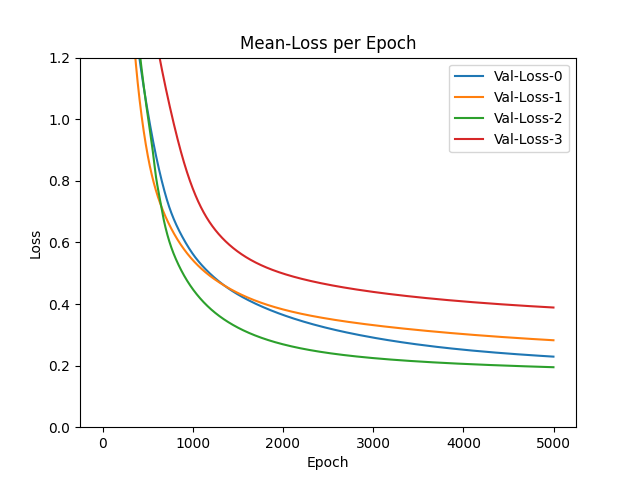 Mean-Loss per Epoch
Val-Loss-0
Val-Loss-1
Val-Loss-2
Val-Loss-3
Loss
1.2
1.0
0.8
0.6
0.4
0.2
0.0
0 1000 2000 3000 4000 5000
Epoch